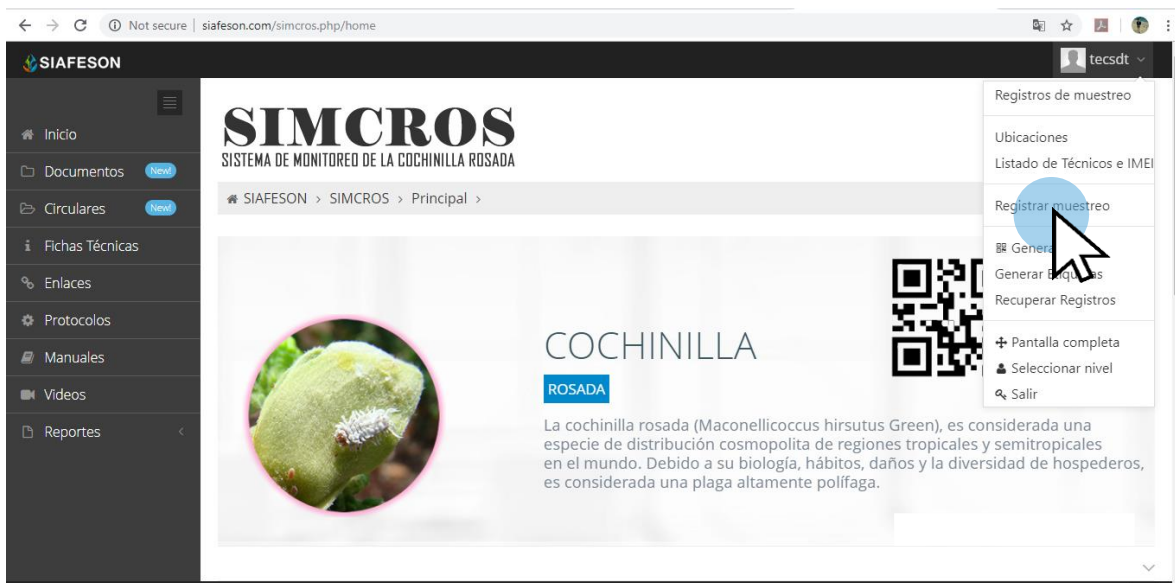 Not secure | siafeson.com/simcros.php/home
SIAFESON
tecsdt
Inicio
Documentos New!
Circulares New!
Fichas Técnicas
Enlaces
Protocolos
Manuales
Videos
Reportes
SIMCROS
SISTEMA DE MONITOREO DE LA COCHINILLA ROSADA
SIAFESON > SIMCROS > Principal >
Registros de muestreo
Ubicaciones
Listado de Técnicos e IMEI
Registrar muestreo
Generar
Recuperar Registros
Pantalla completa
Seleccionar nivel
Salir
COCHINILLA
ROSADA
La cochinilla rosada (Maconellicoccus hirsutus Green), es considerada una
especie de distribución cosmopolita de regiones tropicales y semitropicales
en el mundo. Debido a su biología, hábitos, daños y la diversidad de hospederos,
es considerada una plaga altamente polífaga.